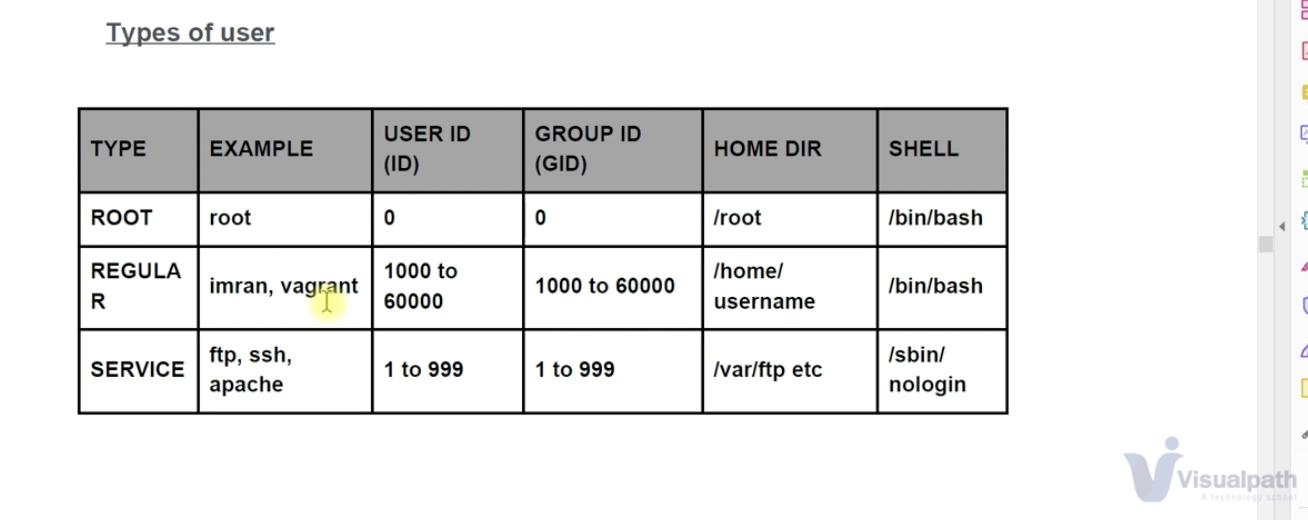 Types of user
TYPE
EXAMPLE
USER ID
(ID)
GROUP ID
(GID)
HOME DIR
SHELL
ROOT
root
0
0
/root
/bin/bash
REGULA
R
imran, vagrant
1000 to
60000
1000 to 60000
/home/
username
/bin/bash
SERVICE
ftp, ssh,
apache
1 to 999
1 to 999
/var/ftp etc
/sbin/
nologin
Visualpath
A technology school